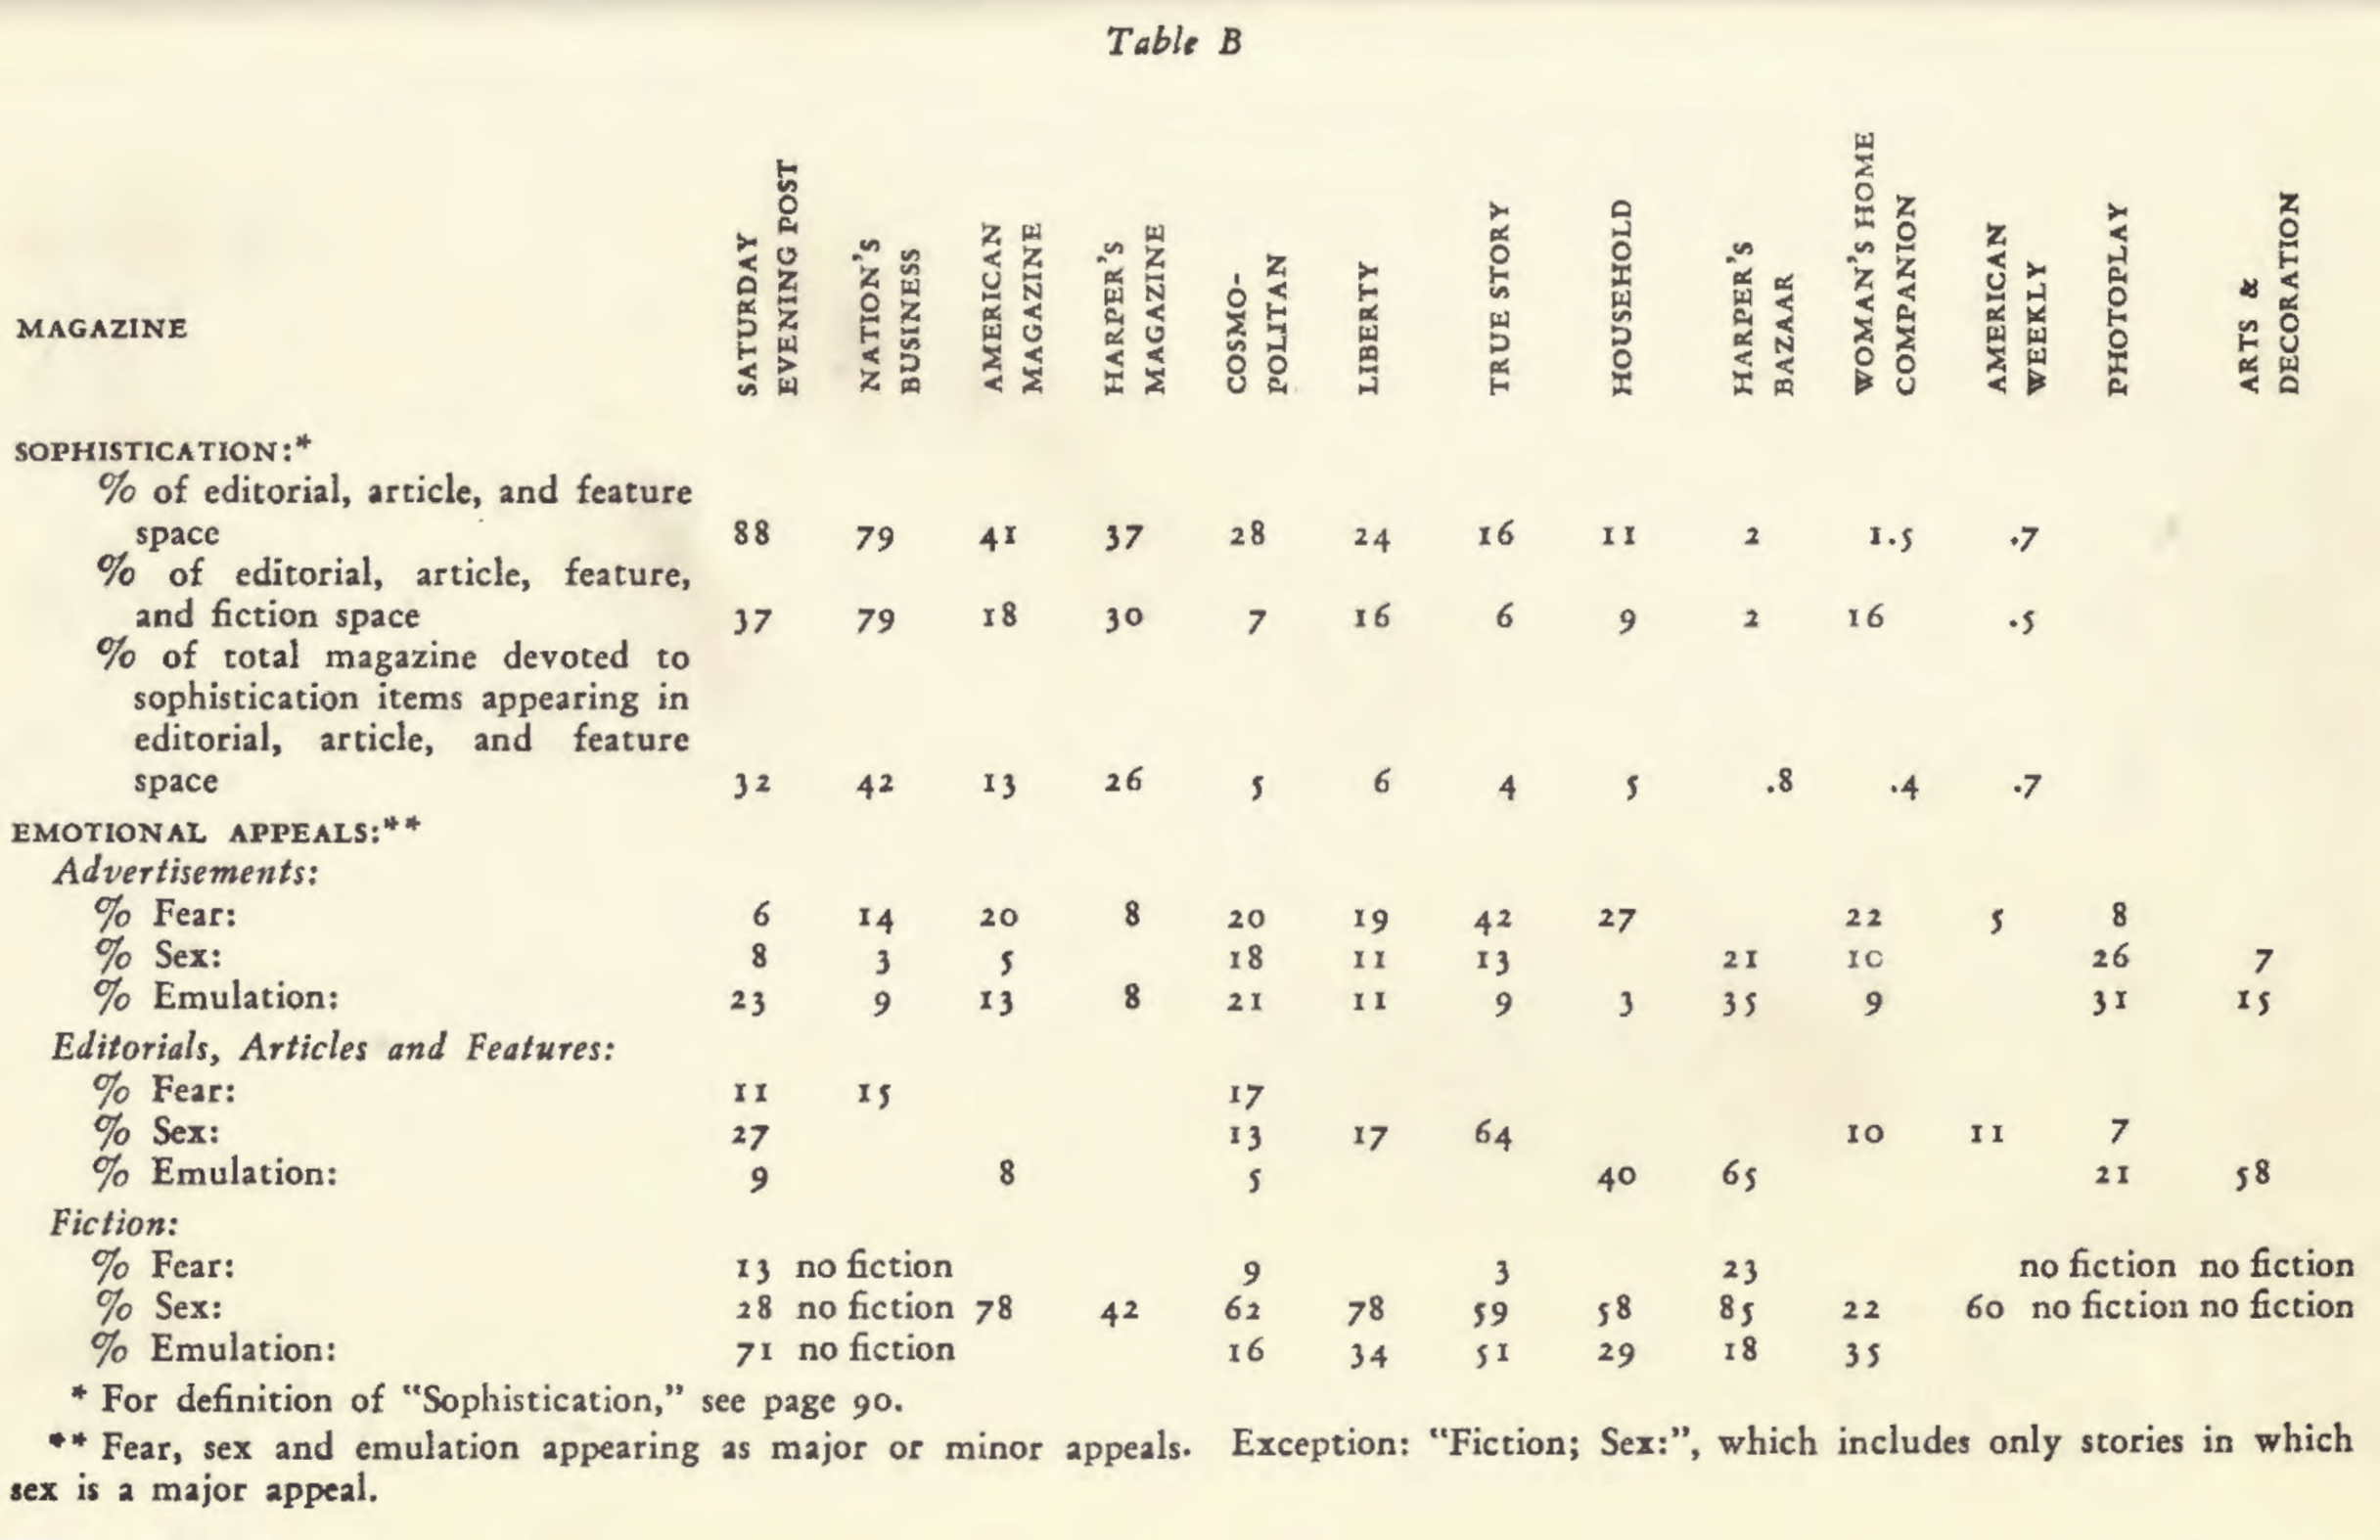 Table B
MAGAZINE
SATURDAY
EVENING POST
NATION'S
BUSINESS
AMERICAN
MAGAZINE
HARPER'S
MAGAZINE
COSMO-
POLITAN
LIBERTY
TRUE STORY
HOUSEHOLD
HARPER'S
BAZAAR
WOMAN'S HOME
COMPANION
AMERICAN
WEEKLY
PHOTOPLAY
ARTS &
DECORATION
SOPHISTICATION:*
% of editorial, article, and feature
space 88 79 41 37 28 24 16 11 2 1.5 .7
% of editorial, article, feature,
and fiction space 37 79 18 30 7 16 6 9 2 16 .5
% of total magazine devoted to
sophistication items appearing in
editorial, article, and feature
space 32 42 13 26 5 6 4 5 .8 .4 .7
EMOTIONAL APPEALS:**
Advertisements:
% Fear: 6 14 20 8 20 19 42 27 22 5 8
% Sex: 8 3 5 18 11 13 21 10 26 7
% Emulation: 23 9 13 8 21 11 9 3 35 9 31 15
Editorials, Articles and Features:
% Fear: 11 15 17
% Sex: 27 13 17 64 10 11 7
% Emulation: 9 8 5 40 65 21 58
Fiction:
% Fear: 13 no fiction 9 3 23 no fiction no fiction
% Sex: 28 no fiction 78 42 62 78 59 58 85 22 60 no fiction no fiction
% Emulation: 71 no fiction 16 34 51 29 18 35
* For definition of "Sophistication," see page 90.
** Fear, sex and emulation appearing as major or minor appeals. Exception: "Fiction; Sex:", which includes only stories in which
sex is a major appeal.